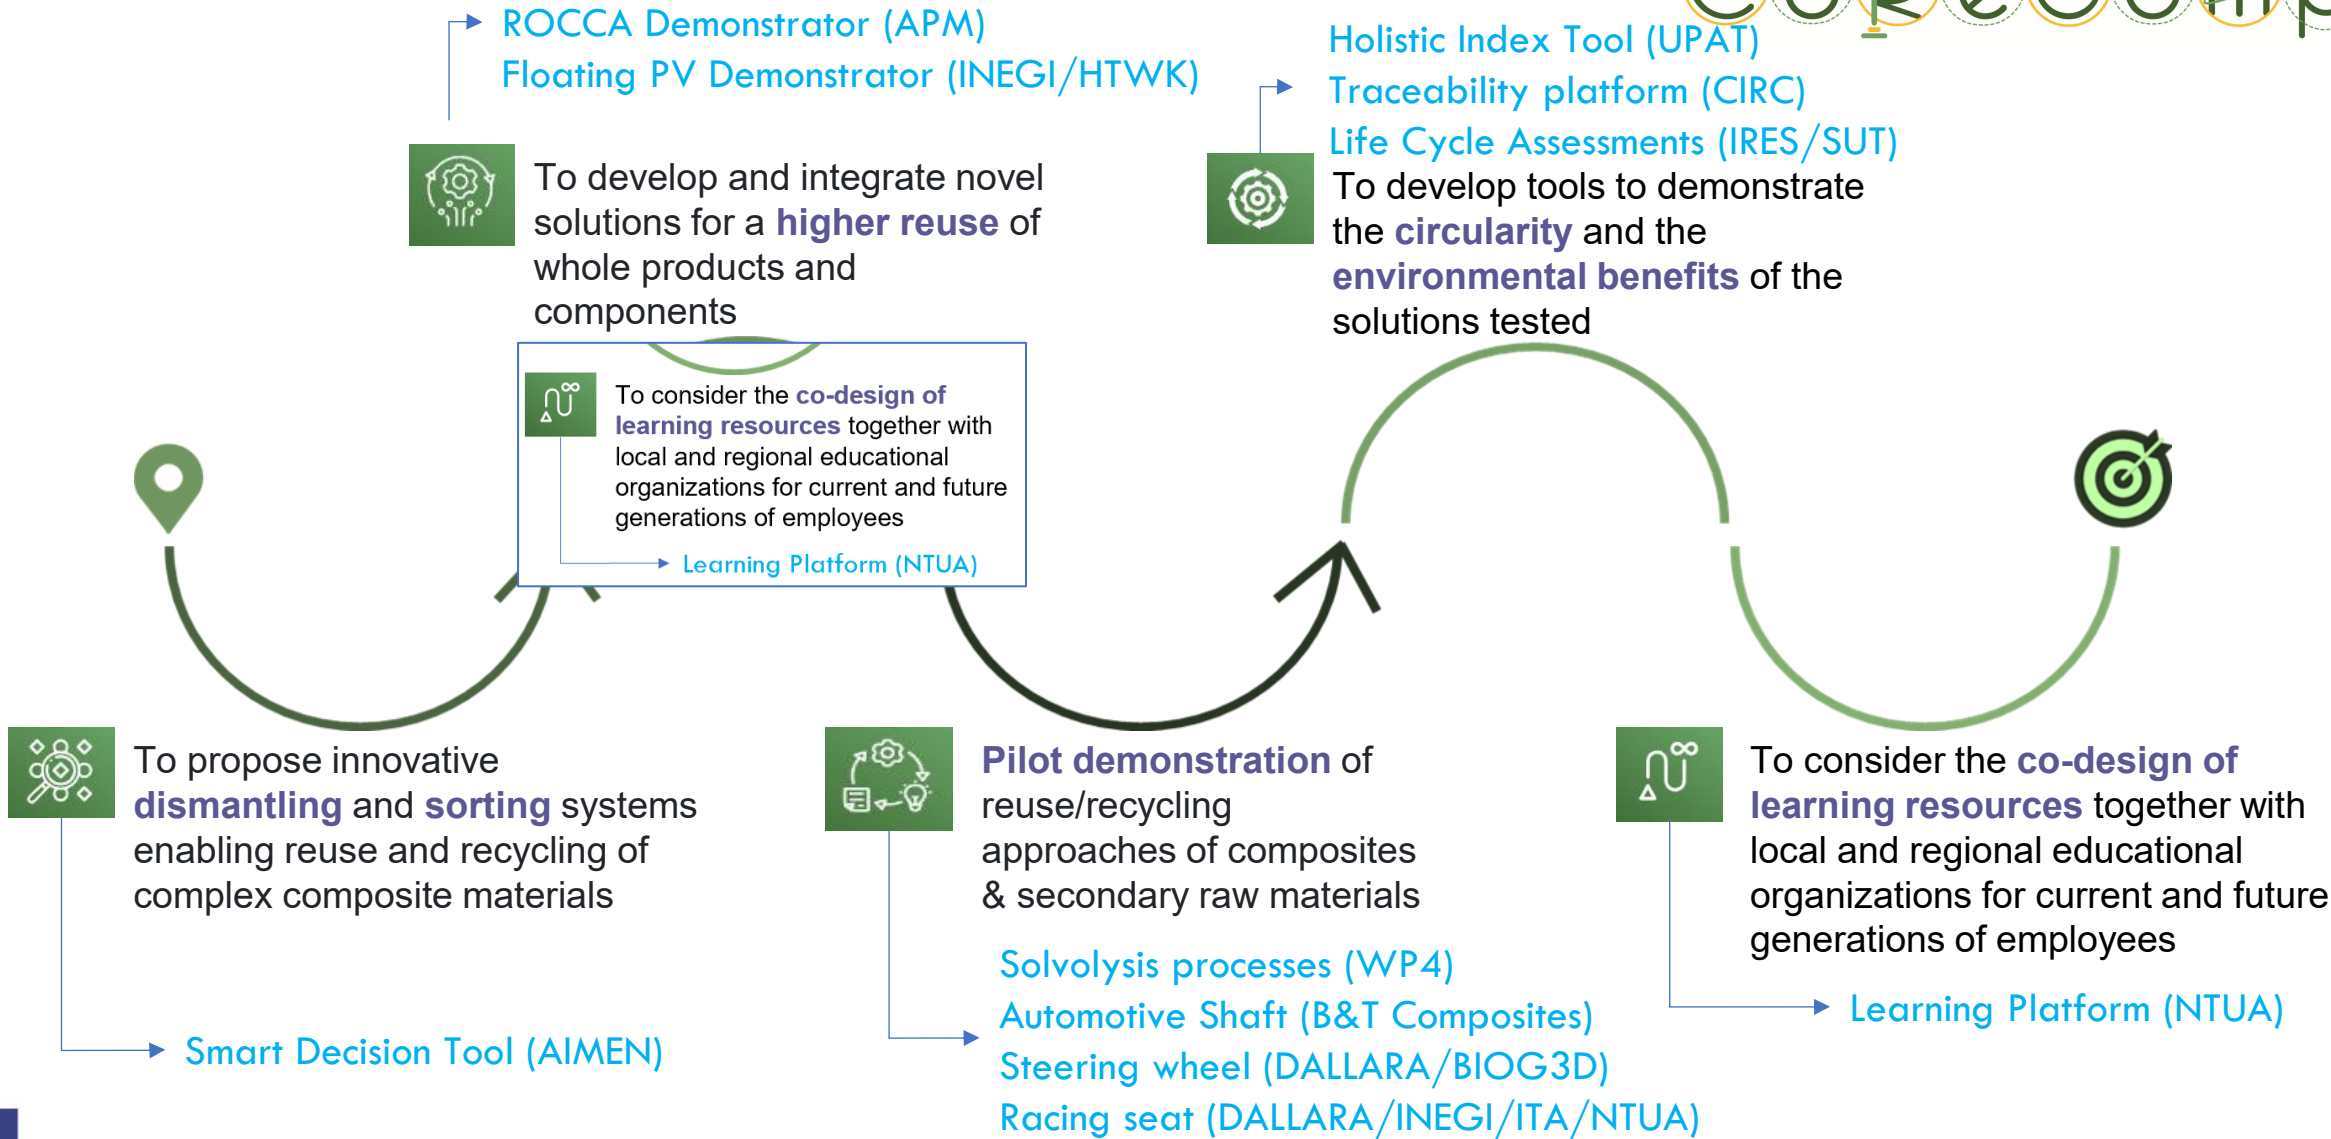 CoReComp
ROCCA Demonstrator (APM)
Floating PV Demonstrator (INEGI/HTWK)
To develop and integrate novel
solutions for a higher reuse of
whole products and
components
Holistic Index Tool (UPAT)
Traceability platform (CIRC)
Life Cycle Assessments (IRES/SUT)
To develop tools to demonstrate
the circularity and the
environmental benefits of the
solutions tested
To consider the co-design of
learning resources together with
local and regional educational
organizations for current and future
generations of employees
Learning Platform (NTUA)
To propose innovative
dismantling and sorting systems
enabling reuse and recycling of
complex composite materials
Smart Decision Tool (AIMEN)
Pilot demonstration of
reuse/recycling
approaches of composites
& secondary raw materials
Solvolysis processes (WP4)
Automotive Shaft (B&T Composites)
Steering wheel (DALLARA/BIOG3D)
Racing seat (DALLARA/INEGI/ITA/NTUA)
To consider the co-design of
learning resources together with
local and regional educational
organizations for current and future
generations of employees
Learning Platform (NTUA)